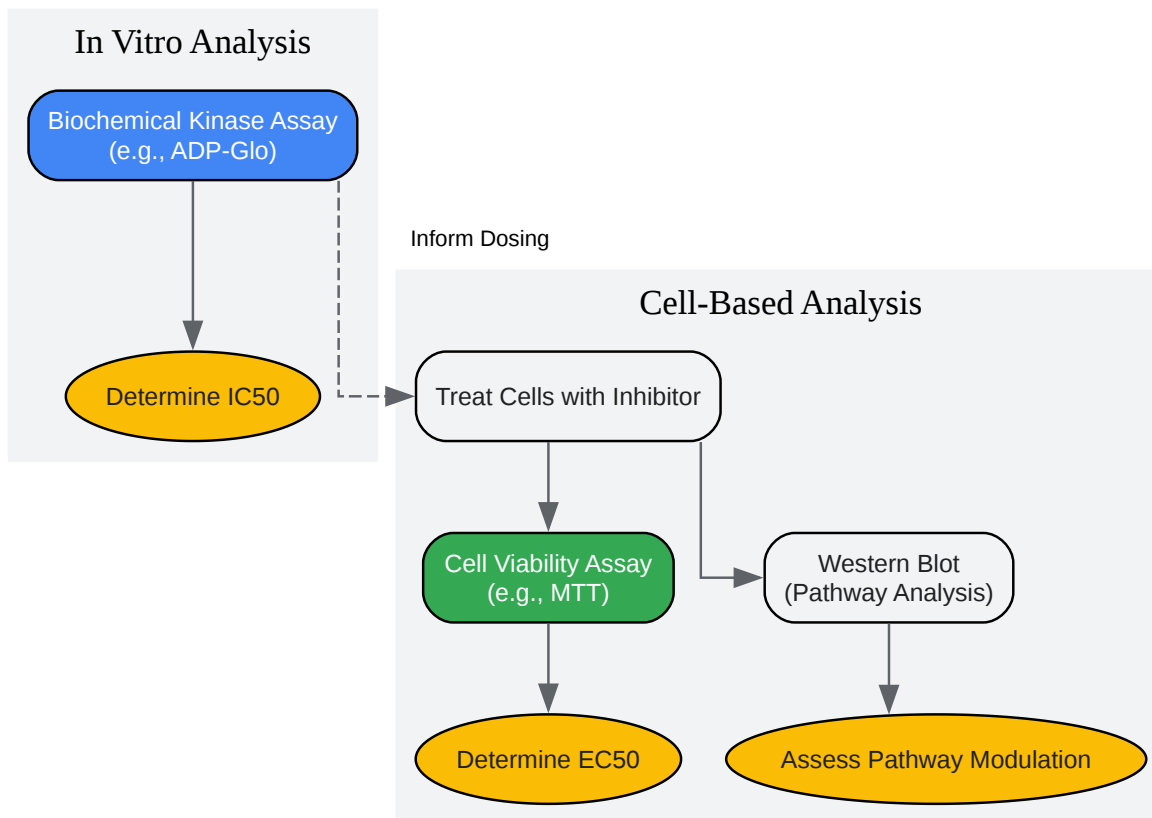 In Vitro Analysis
Biochemical Kinase Assay
(e.g., ADP-Glo)
Determine IC50
Inform Dosing
Cell-Based Analysis
Treat Cells with Inhibitor
Cell Viability Assay
(e.g., MTT)
Western Blot
(Pathway Analysis)
Determine EC50
Assess Pathway Modulation